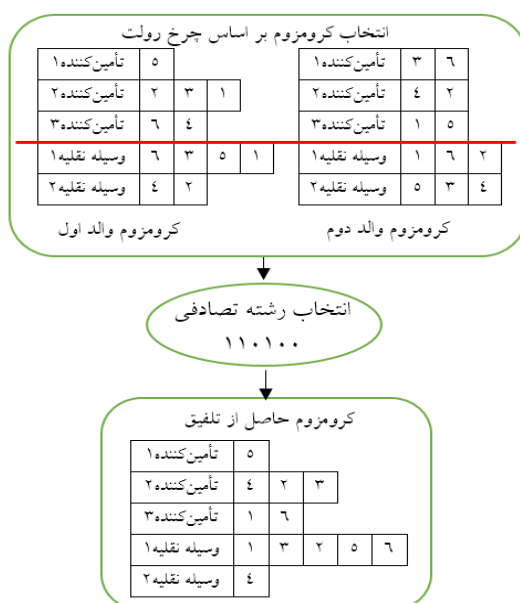 انتخاب کرومزوم بر اساس چرخ رولت
تأمین‌کننده۱ ۵
تأمین‌کننده۲ ۲ ۳ ۱
تأمین‌کننده۳ ۶ ٤
وسیله نقلیه۱ ۶ ۳ ۵ ۱
وسیله نقلیه۲ ٤ ۲
کرومزوم والد اول
تأمین‌کننده۱ ۳ ۶
تأمین‌کننده۲ ٤ ۲
تأمین‌کننده۳ ۱ ۵
وسیله نقلیه۱ ۱ ۶ ۲
وسیله نقلیه۲ ۵ ۳ ٤
کرومزوم والد دوم
انتخاب رشته تصادفی
۱۱۰۱۰۰
کرومزوم حاصل از تلفیق
تأمین‌کننده۱ ۵
تأمین‌کننده۲ ٤ ۲ ۳
تأمین‌کننده۳ ۱ ۶
وسیله نقلیه۱ ۱ ۳ ۲ ۵ ۶
وسیله نقلیه۲ ٤